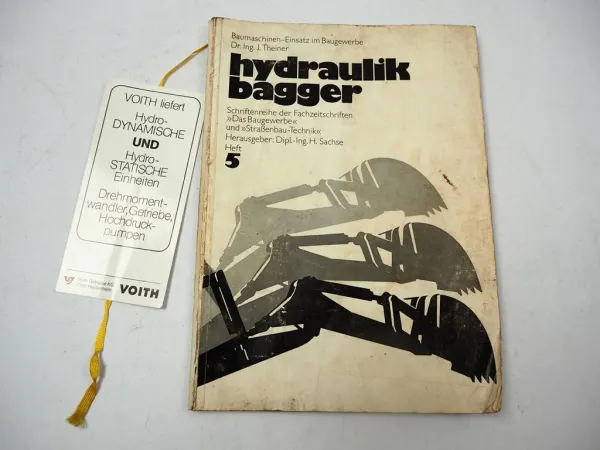 Baumaschinen-Einsatz im Baugewerbe
Dr. Ing. J. Theiner
hydraulik
bagger
Schriftenreihe der Fachzeitschriften
»Das Baugewerbe«
und »Straßenbau-Technik«
Herausgeber: Dipl.-Ing. H. Sachse
Heft
5
VOITH liefert
Hydro-
DYNAMISCHE
UND
Hydro-
STATISCHE
Einheiten
Drehmoment-
wandler, Getriebe,
Hochdruck-
pumpen
VOITH